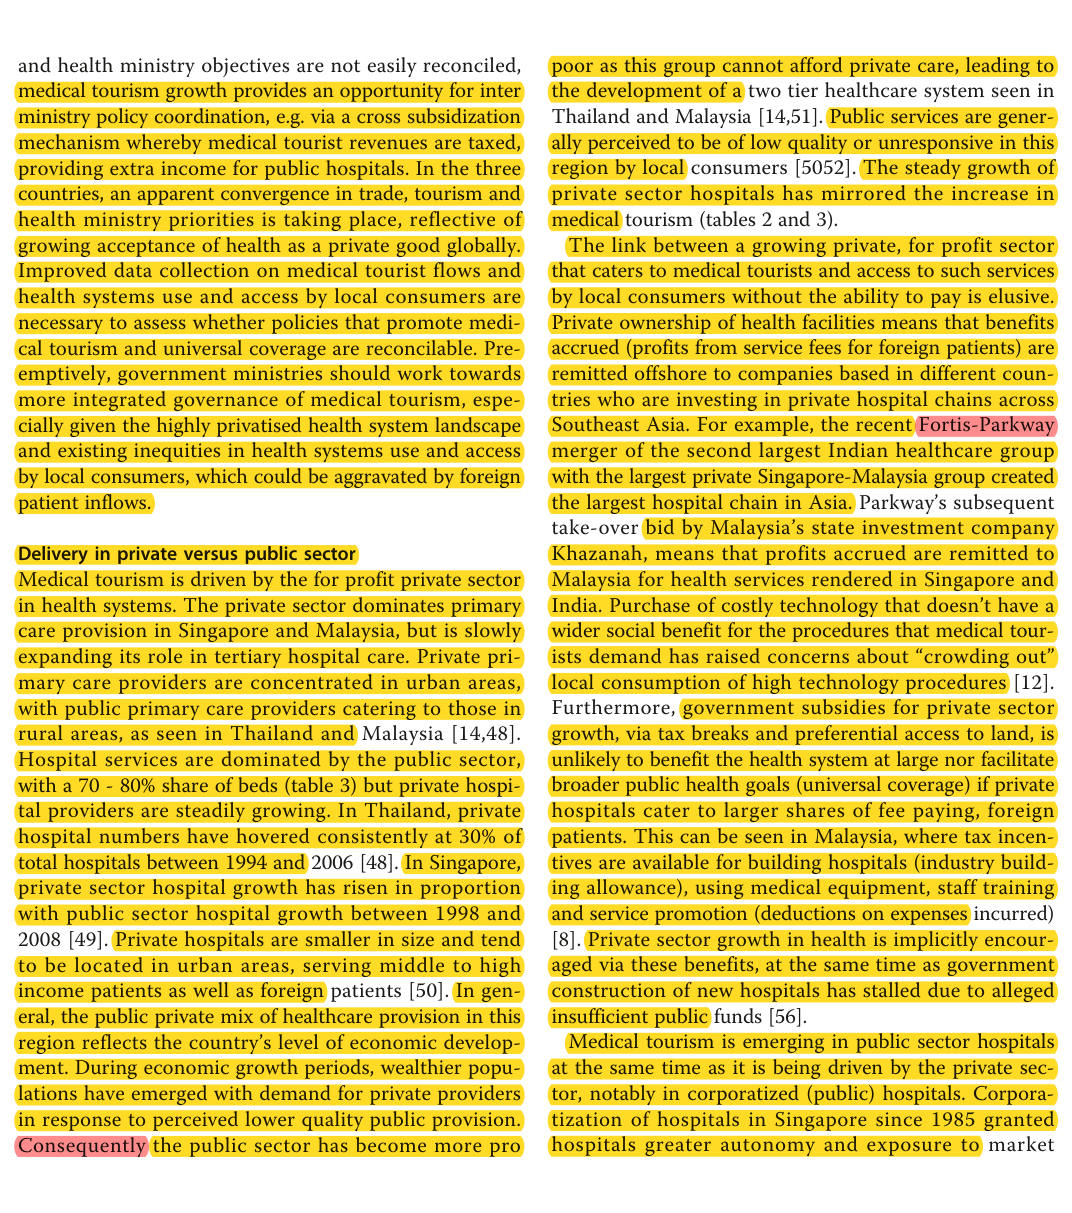 and health ministry objectives are not easily reconciled,
medical tourism growth provides an opportunity for inter
ministry policy coordination, e.g. via a cross subsidization
mechanism whereby medical tourist revenues are taxed,
providing extra income for public hospitals. In the three
countries, an apparent convergence in trade, tourism and
health ministry priorities is taking place, reflective of
growing acceptance of health as a private good globally.
Improved data collection on medical tourist flows and
health systems use and access by local consumers are
necessary to assess whether policies that promote medi-
cal tourism and universal coverage are reconcilable. Pre-
emptively, government ministries should work towards
more integrated governance of medical tourism, espe-
cially given the highly privatised health system landscape
and existing inequities in health systems use and access
by local consumers, which could be aggravated by foreign
patient inflows.
Delivery in private versus public sector
Medical tourism is driven by the for profit private sector
in health systems. The private sector dominates primary
care provision in Singapore and Malaysia, but is slowly
expanding its role in tertiary hospital care. Private pri-
mary care providers are concentrated in urban areas,
with public primary care providers catering to those in
rural areas, as seen in Thailand and Malaysia [14,48].
Hospital services are dominated by the public sector,
with a 70 - 80% share of beds (table 3) but private hospi-
tal providers are steadily growing. In Thailand, private
hospital numbers have hovered consistently at 30% of
total hospitals between 1994 and 2006 [48]. In Singapore,
private sector hospital growth has risen in proportion
with public sector hospital growth between 1998 and
2008 [49]. Private hospitals are smaller in size and tend
to be located in urban areas, serving middle to high
income patients as well as foreign patients [50]. In gen-
eral, the public private mix of healthcare provision in this
region reflects the country's level of economic develop-
ment. During economic growth periods, wealthier popu-
lations have emerged with demand for private providers
in response to perceived lower quality public provision.
Consequently the public sector has become more pro
poor as this group cannot afford private care, leading to
the development of a two tier healthcare system seen in
Thailand and Malaysia [14,51]. Public services are gener-
ally perceived to be of low quality or unresponsive in this
region by local consumers [5052]. The steady growth of
private sector hospitals has mirrored the increase in
medical tourism (tables 2 and 3).
The link between a growing private, for profit sector
that caters to medical tourists and access to such services
by local consumers without the ability to pay is elusive.
Private ownership of health facilities means that benefits
accrued (profits from service fees for foreign patients) are
remitted offshore to companies based in different coun-
tries who are investing in private hospital chains across
Southeast Asia. For example, the recent Fortis-Parkway
merger of the second largest Indian healthcare group
with the largest private Singapore-Malaysia group created
the largest hospital chain in Asia. Parkway's subsequent
take-over bid by Malaysia's state investment company
Khazanah, means that profits accrued are remitted to
Malaysia for health services rendered in Singapore and
India. Purchase of costly technology that doesn't have a
wider social benefit for the procedures that medical tour-
ists demand has raised concerns about “crowding out”
local consumption of high technology procedures [12].
Furthermore, government subsidies for private sector
growth, via tax breaks and preferential access to land, is
unlikely to benefit the health system at large nor facilitate
broader public health goals (universal coverage) if private
hospitals cater to larger shares of fee paying, foreign
patients. This can be seen in Malaysia, where tax incen-
tives are available for building hospitals (industry build-
ing allowance), using medical equipment, staff training
and service promotion (deductions on expenses incurred)
[8]. Private sector growth in health is implicitly encour-
aged via these benefits, at the same time as government
construction of new hospitals has stalled due to alleged
insufficient public funds [56].
Medical tourism is emerging in public sector hospitals
at the same time as it is being driven by the private sec-
tor, notably in corporatized (public) hospitals. Corpora-
tization of hospitals in Singapore since 1985 granted
hospitals greater autonomy and exposure to market